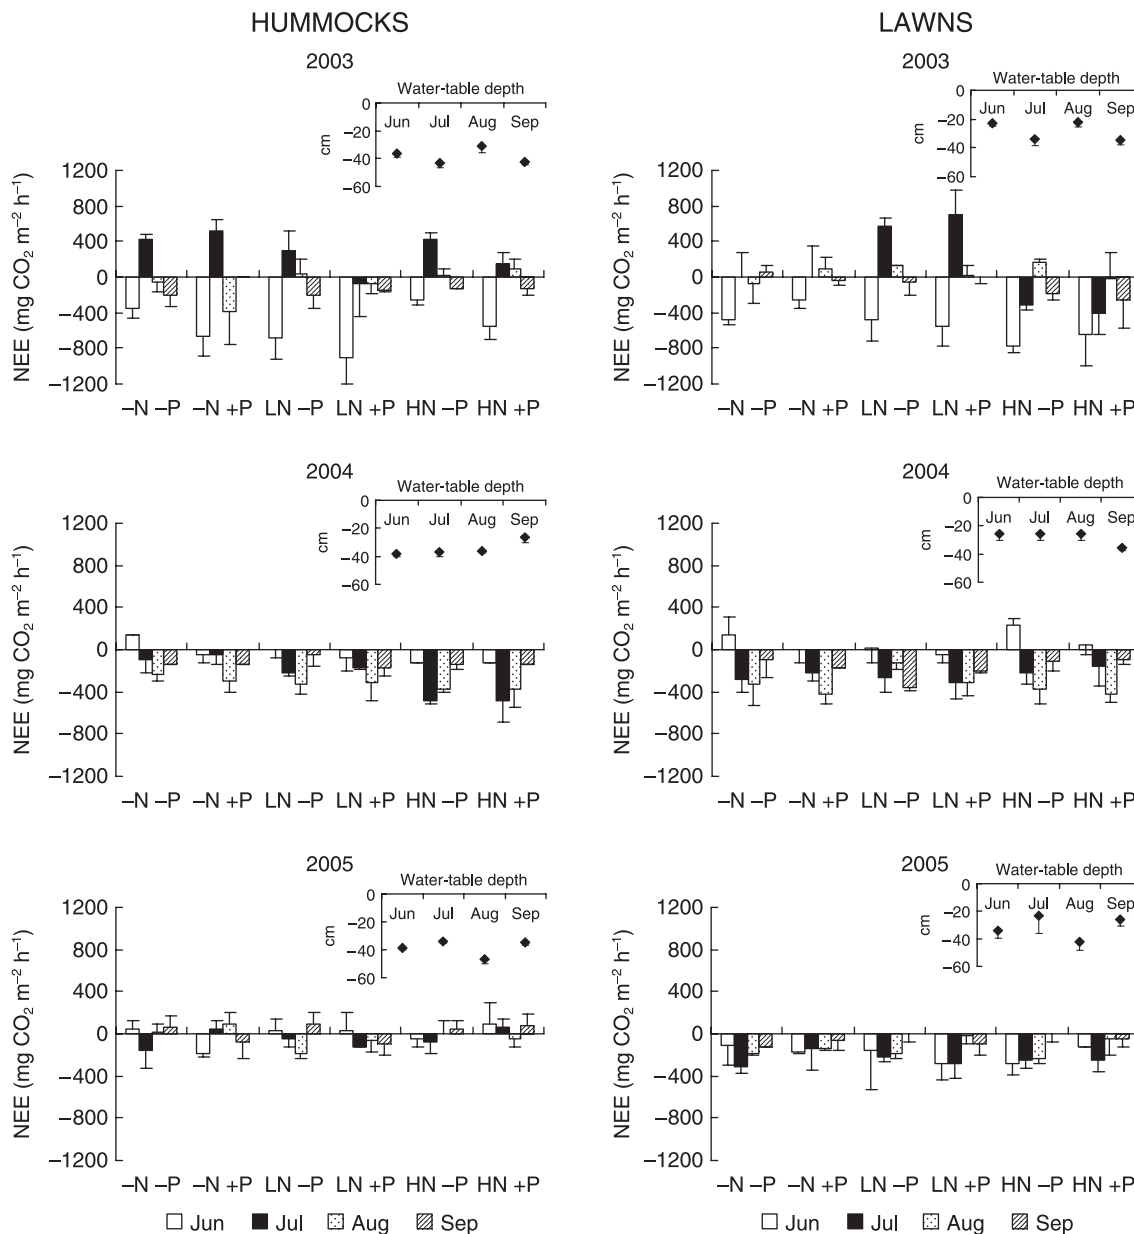 HUMMOCKS
2003
Water-table depth
0
−20
−40
−60
cm
Jun Jul Aug Sep
1200
800
400
0
−400
−800
−1200
NEE (mg CO₂ m⁻² h⁻¹)
−N −P −N +P LN −P LN +P HN −P HN +P
LAWNS
2003
Water-table depth
0
−20
−40
−60
cm
Jun Jul Aug Sep
1200
800
400
0
−400
−800
−1200
NEE (mg CO₂ m⁻² h⁻¹)
−N −P −N +P LN −P LN +P HN −P HN +P
2004
Water-table depth
0
−20
−40
−60
cm
Jun Jul Aug Sep
1200
800
400
0
−400
−800
−1200
NEE (mg CO₂ m⁻² h⁻¹)
−N −P −N +P LN −P LN +P HN −P HN +P
2004
Water-table depth
0
−20
−40
−60
cm
Jun Jul Aug Sep
1200
800
400
0
−400
−800
−1200
NEE (mg CO₂ m⁻² h⁻¹)
−N −P −N +P LN −P LN +P HN −P HN +P
2005
Water-table depth
0
−20
−40
−60
cm
Jun Jul Aug Sep
1200
800
400
0
−400
−800
−1200
NEE (mg CO₂ m⁻² h⁻¹)
−N −P −N +P LN −P LN +P HN −P HN +P
Jun Jul Aug Sep
2005
Water-table depth
0
−20
−40
−60
cm
Jun Jul Aug Sep
1200
800
400
0
−400
−800
−1200
NEE (mg CO₂ m⁻² h⁻¹)
−N −P −N +P LN −P LN +P HN −P HN +P
Jun Jul Aug Sep